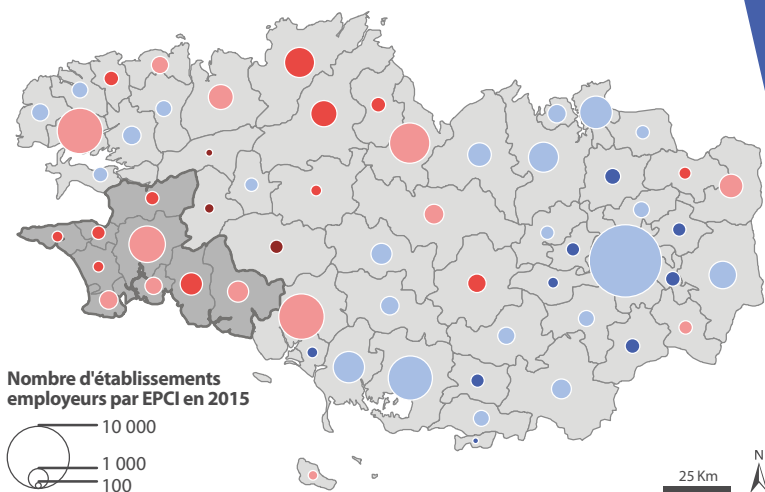 Nombre d'établissements
employeurs par EPCI en 2015
10 000
1 000
100
25 Km
N